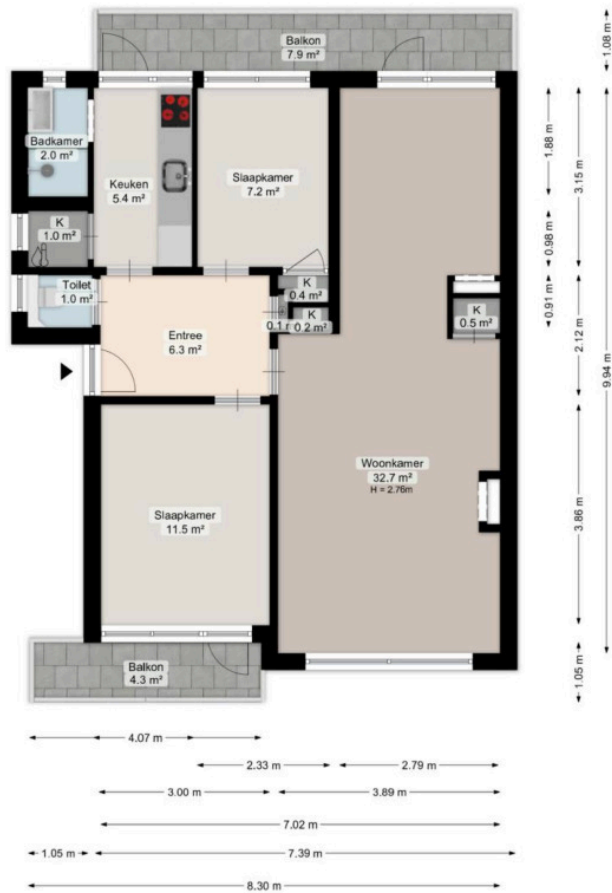 Balkon
7.9 m²
1.08 m
Badkamer
2.0 m²
Keuken
5.4 m²
Slaapkamer
7.2 m²
1.88 m
3.15 m
K
1.0 m²
0.98 m
Toilet
1.0 m²
K
0.4 m²
K
0.2 m²
K
0.5 m²
0.91 m
2.12 m
Entree
6.3 m²
9.94 m
Woonkamer
32.7 m²
H = 2.76m
Slaapkamer
11.5 m²
3.86 m
Balkon
4.3 m²
1.05 m
4.07 m
2.33 m
2.79 m
3.00 m
3.89 m
7.02 m
1.05 m
7.39 m
8.30 m